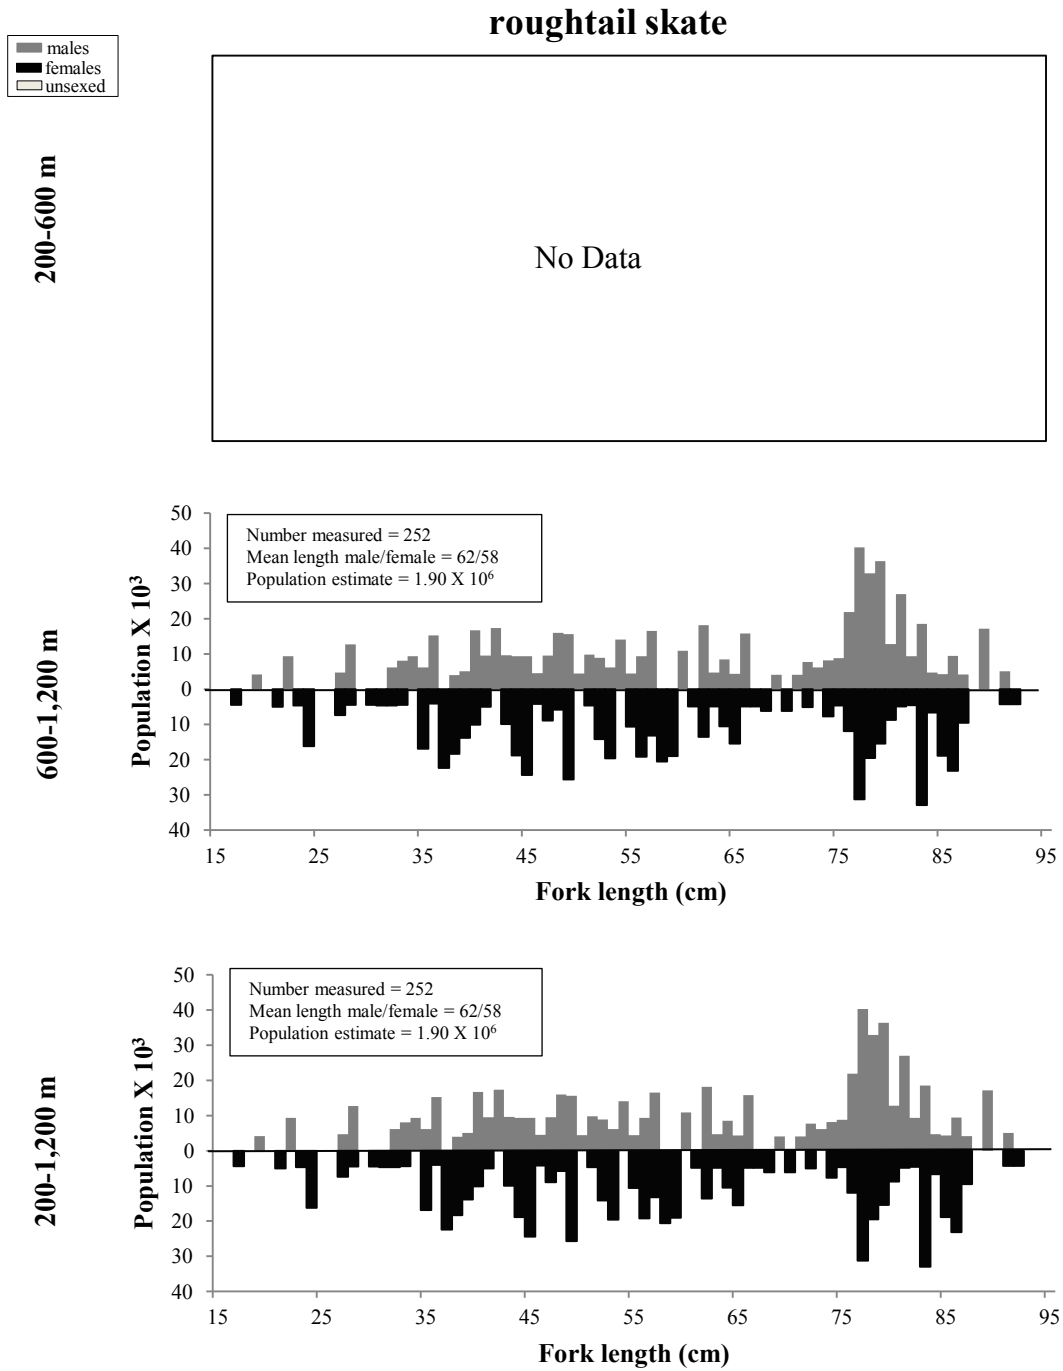 roughtail skate
males
females
unsexed
200-600 m
No Data
600-1,200 m
Population X 10³
50
40
30
20
10
0
10
20
30
40
Number measured = 252
Mean length male/female = 62/58
Population estimate = 1.90 X 10⁶
15 25 35 45 55 65 75 85 95
Fork length (cm)
200-1,200 m
Population X 10³
50
40
30
20
10
0
10
20
30
40
Number measured = 252
Mean length male/female = 62/58
Population estimate = 1.90 X 10⁶
15 25 35 45 55 65 75 85 95
Fork length (cm)